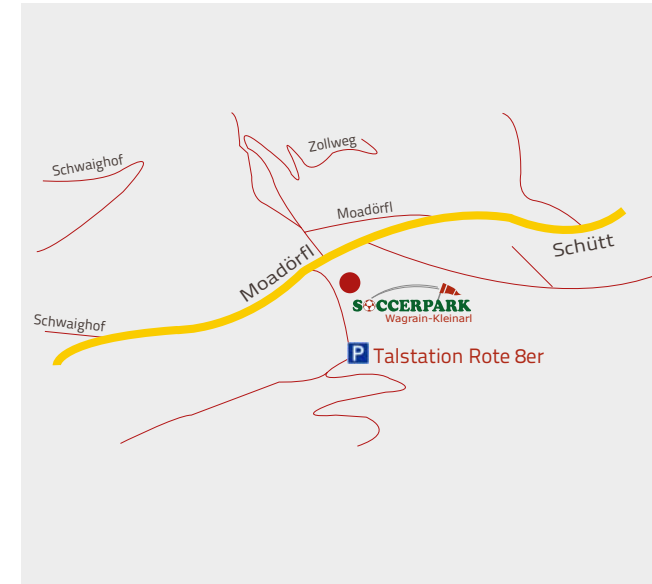 Zollweg
Schwaighof
Moadörfl
Schütt
Moadörfl
SOCCERPARK
Wagrain-Kleinarl
Schwaighof
P Talstation Rote 8er